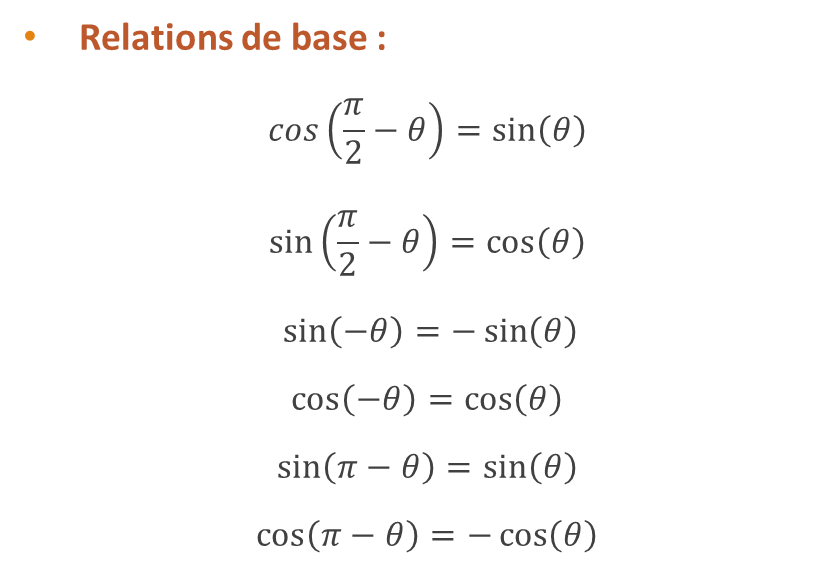 • Relations de base :
cos(π/2 − θ) = sin(θ)
sin(π/2 − θ) = cos(θ)
sin(−θ) = − sin(θ)
cos(−θ) = cos(θ)
sin(π − θ) = sin(θ)
cos(π − θ) = − cos(θ)